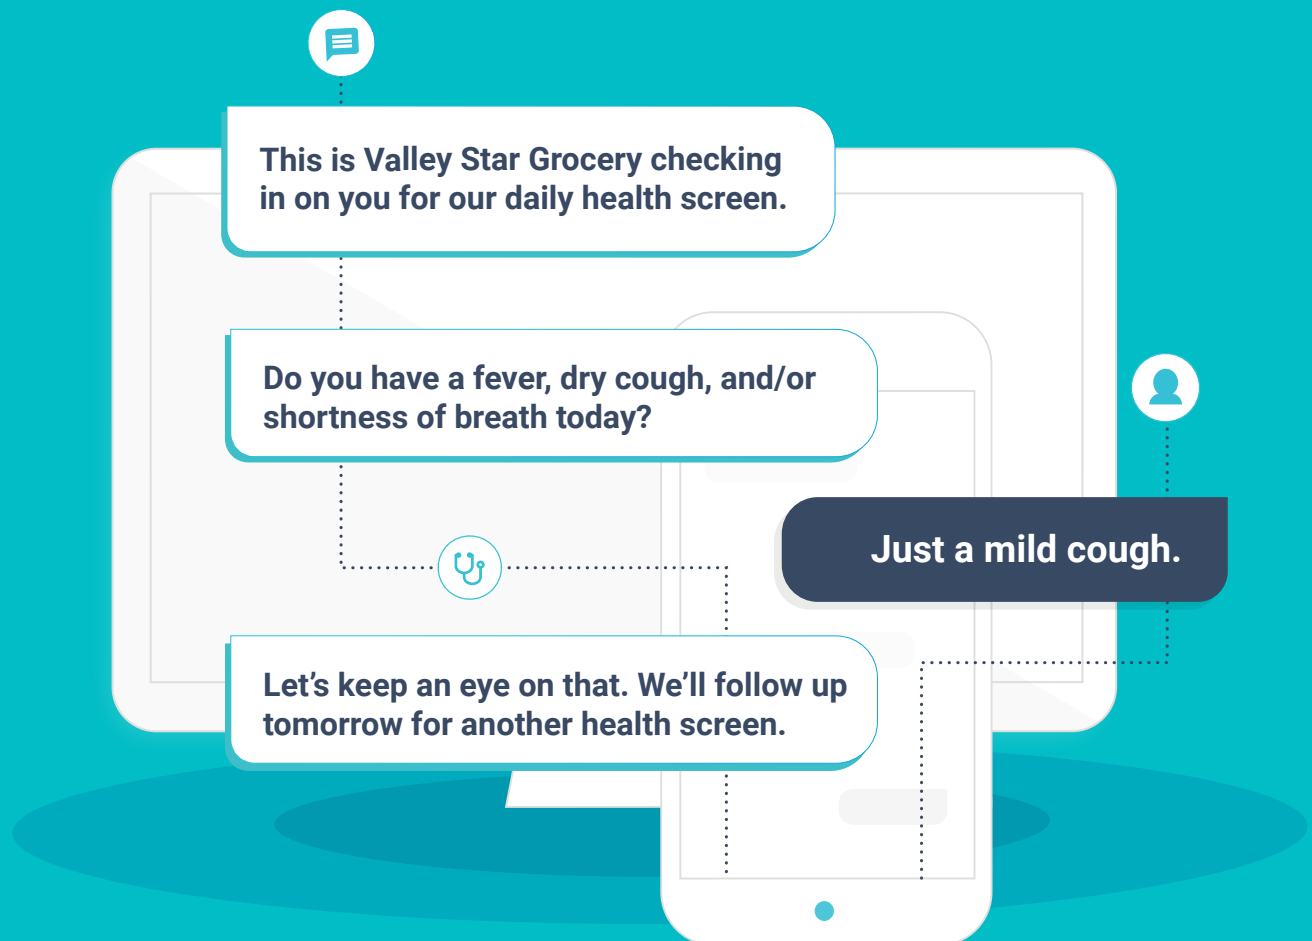 This is Valley Star Grocery checking
in on you for our daily health screen.
Do you have a fever, dry cough, and/or
shortness of breath today?
Just a mild cough.
Let’s keep an eye on that. We’ll follow up
tomorrow for another health screen.